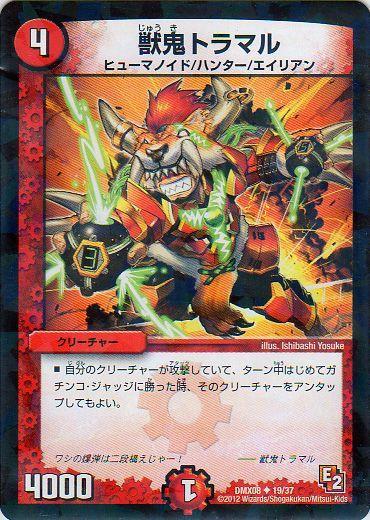 4
じゅう き
獣鬼トラマル
ヒューマノイド/ハンター/エイリアン
3
クリーチャー
illus. Ishibashi Yosuke
■ 自分のクリーチャーが攻撃していて、ターン中はじめてガ
チンコ・ジャッジに勝った時、そのクリーチャーをアンタッ
プしてもよい。
ワシの爆弾は二段構えじゃー! ——獣鬼トラマル
4000
1
DMX08 ◆ 19/37
©2012 Wizards/Shogakukan/Mitsui-Kids
E2